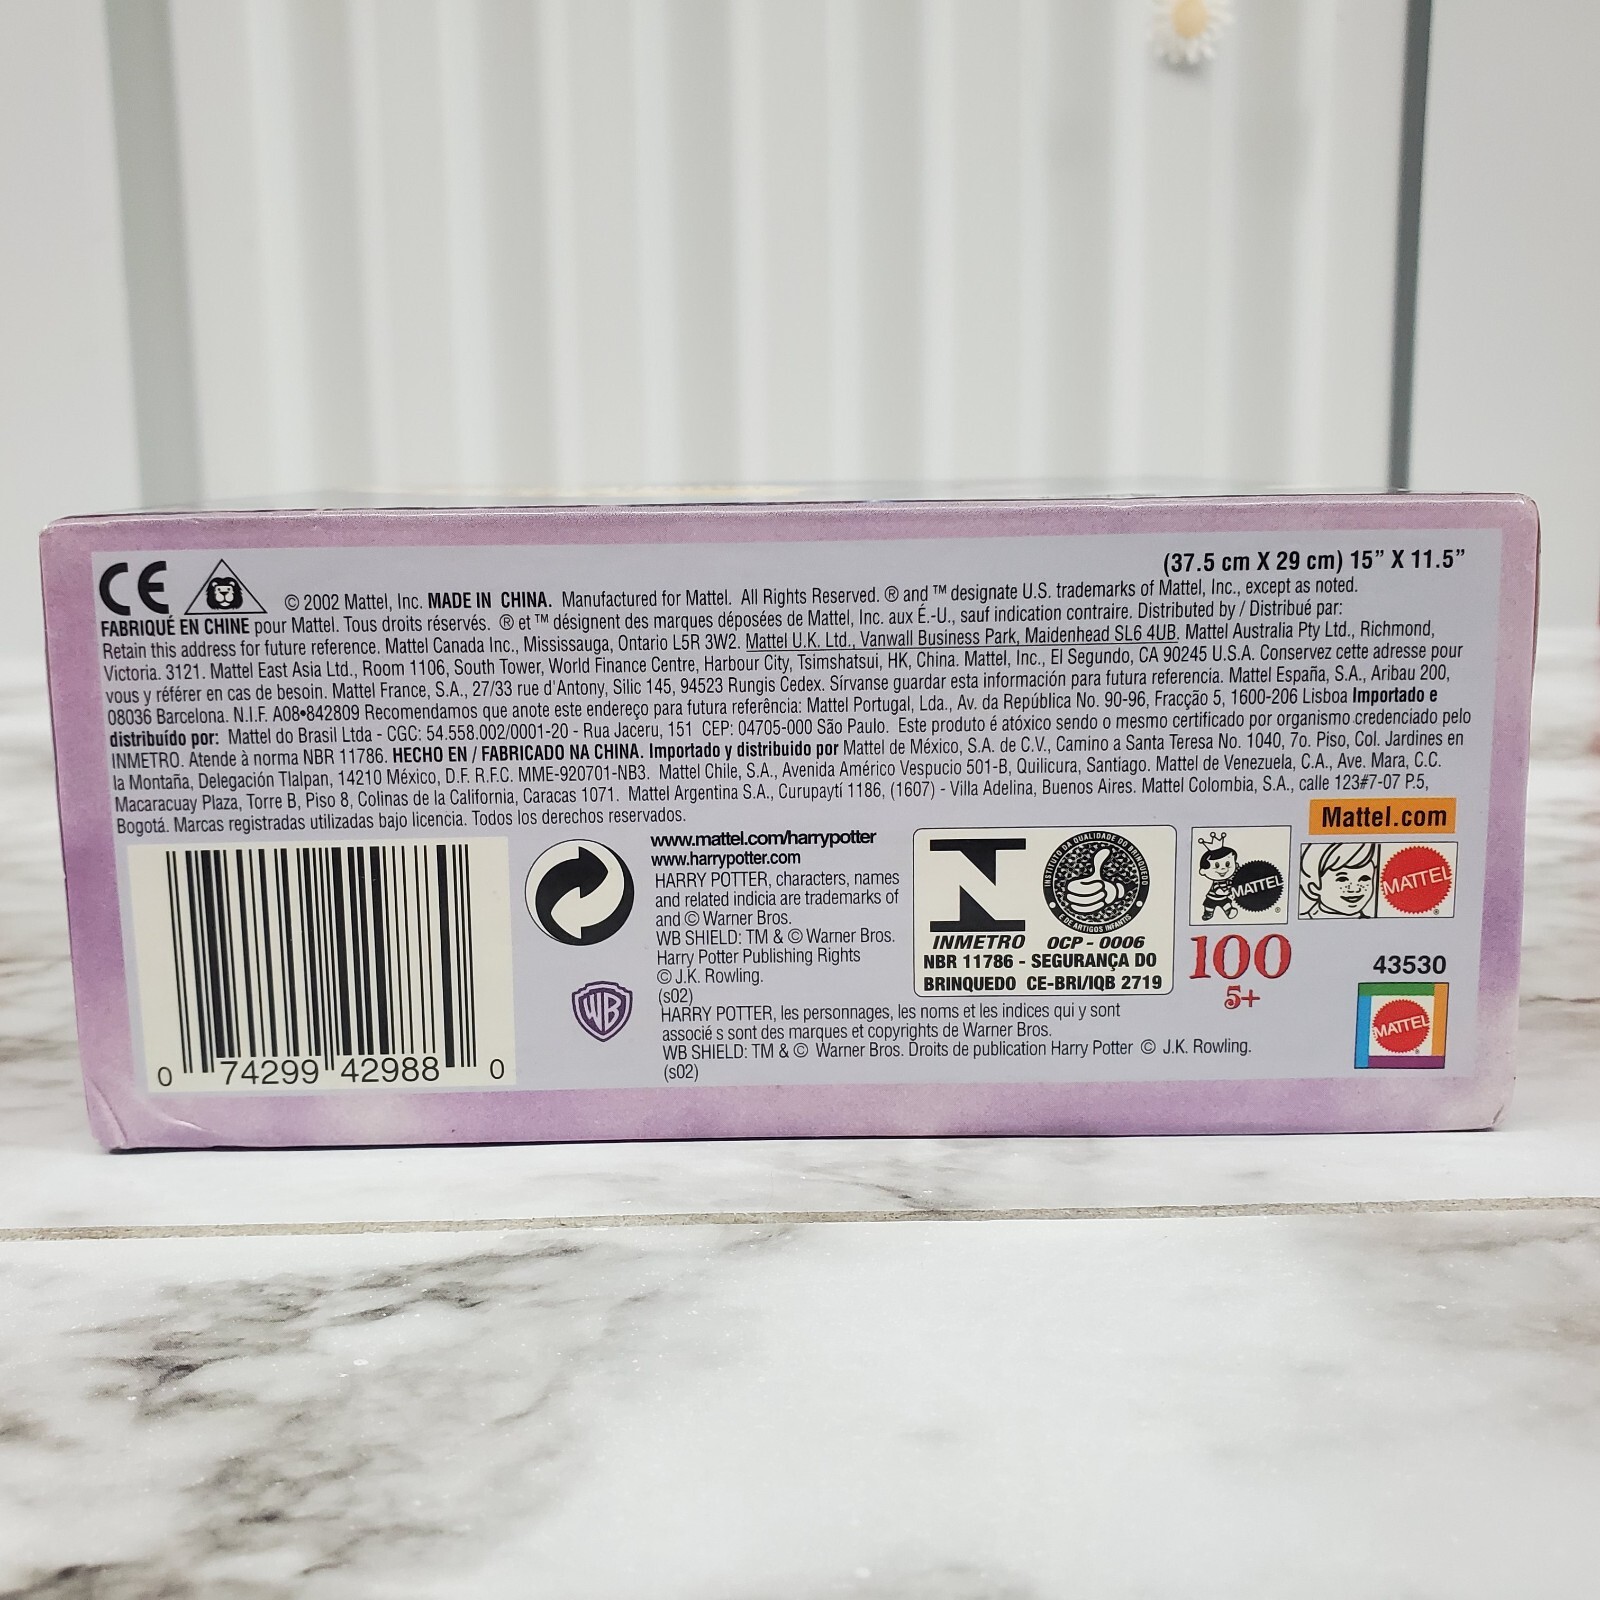 (37.5 cm X 29 cm) 15” X 11.5”
CE
© 2002 Mattel, Inc. MADE IN CHINA. Manufactured for Mattel. All Rights Reserved. ® and ™ designate U.S. trademarks of Mattel, Inc., except as noted.
FABRIQUÉ EN CHINE pour Mattel. Tous droits réservés. ® et ™ désignent des marques déposées de Mattel, Inc. aux É.-U., sauf indication contraire. Distributed by / Distribué par:
Retain this address for future reference. Mattel Canada Inc., Mississauga, Ontario L5R 3W2. Mattel U.K. Ltd., Vanwall Business Park, Maidenhead SL6 4UB. Mattel Australia Pty Ltd., Richmond,
Victoria. 3121. Mattel East Asia Ltd., Room 1106, South Tower, World Finance Centre, Harbour City, Tsimshatsui, HK, China. Mattel, Inc., El Segundo, CA 90245 U.S.A. Conservez cette adresse pour
vous y référer en cas de besoin. Mattel France, S.A., 27/33 rue d'Antony, Silic 145, 94523 Rungis Cedex. Sírvanse guardar esta información para futura referencia. Mattel España, S.A., Aribau 200,
08036 Barcelona. N.I.F. A08•842809 Recomendamos que anote este endereço para futura referência: Mattel Portugal, Lda., Av. da República No. 90-96, Fracção 5, 1600-206 Lisboa Importado e
distribuído por: Mattel do Brasil Ltda - CGC: 54.558.002/0001-20 - Rua Jaceru, 151 CEP: 04705-000 São Paulo. Este produto é atóxico sendo o mesmo certificado por organismo credenciado pelo
INMETRO. Atende à norma NBR 11786. HECHO EN / FABRICADO NA CHINA. Importado y distribuido por Mattel de México, S.A. de C.V., Camino a Santa Teresa No. 1040, 7o. Piso, Col. Jardines en
la Montaña, Delegación Tlalpan, 14210 México, D.F. R.F.C. MME-920701-NB3. Mattel Chile, S.A., Avenida Américo Vespucio 501-B, Quilicura, Santiago. Mattel de Venezuela, C.A., Ave. Mara, C.C.
Macaracuay Plaza, Torre B, Piso 8, Colinas de la California, Caracas 1071. Mattel Argentina S.A., Curupaytí 1186, (1607) - Villa Adelina, Buenos Aires. Mattel Colombia, S.A., calle 123#7-07 P.5,
Bogotá. Marcas registradas utilizadas bajo licencia. Todos los derechos reservados.
Mattel.com
0 74299 42988 0
www.mattel.com/harrypotter
www.harrypotter.com
HARRY POTTER, characters, names
and related indicia are trademarks of
and © Warner Bros.
WB SHIELD: TM & © Warner Bros.
Harry Potter Publishing Rights
© J.K. Rowling.
(s02)
HARRY POTTER, les personnages, les noms et les indices qui y sont
associé s sont des marques et copyrights de Warner Bros.
WB SHIELD: TM & © Warner Bros. Droits de publication Harry Potter © J.K. Rowling.
(s02)
WB
INSTITUTO DA QUALIDADE DO BRINQUEDO
E DE ARTIGOS INFANTIS
INMETRO OCP - 0006
NBR 11786 - SEGURANÇA DO
BRINQUEDO CE-BRI/IQB 2719
MATTEL
®
MATTEL
®
100
5+
43530
MATTEL
®